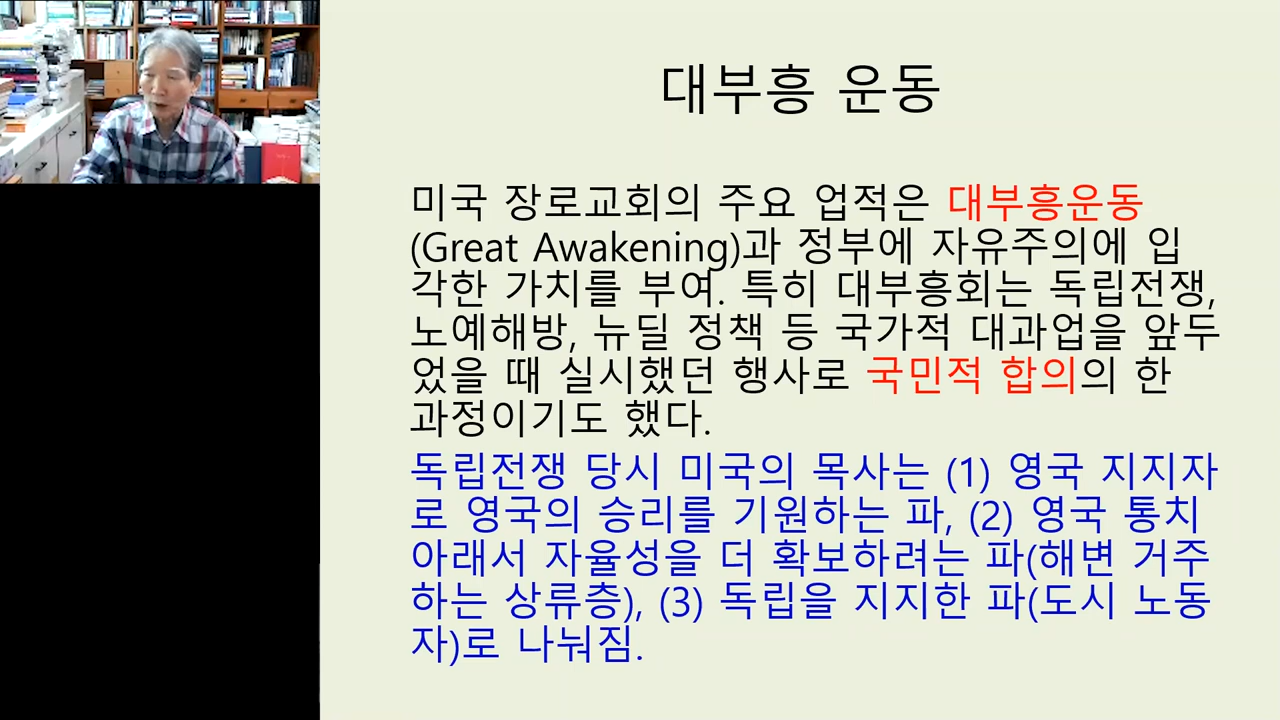 대부흥 운동
미국 장로교회의 주요 업적은 대부흥운동
(Great Awakening)과 정부에 자유주의에 입
각한 가치를 부여. 특히 대부흥회는 독립전쟁,
노예해방, 뉴딜 정책 등 국가적 대과업을 앞두
었을 때 실시했던 행사로 국민적 합의의 한
과정이기도 했다.
독립전쟁 당시 미국의 목사는 (1) 영국 지지자
로 영국의 승리를 기원하는 파, (2) 영국 통치
아래서 자율성을 더 확보하려는 파(해변 거주
하는 상류층), (3) 독립을 지지한 파(도시 노동
자)로 나눠짐.